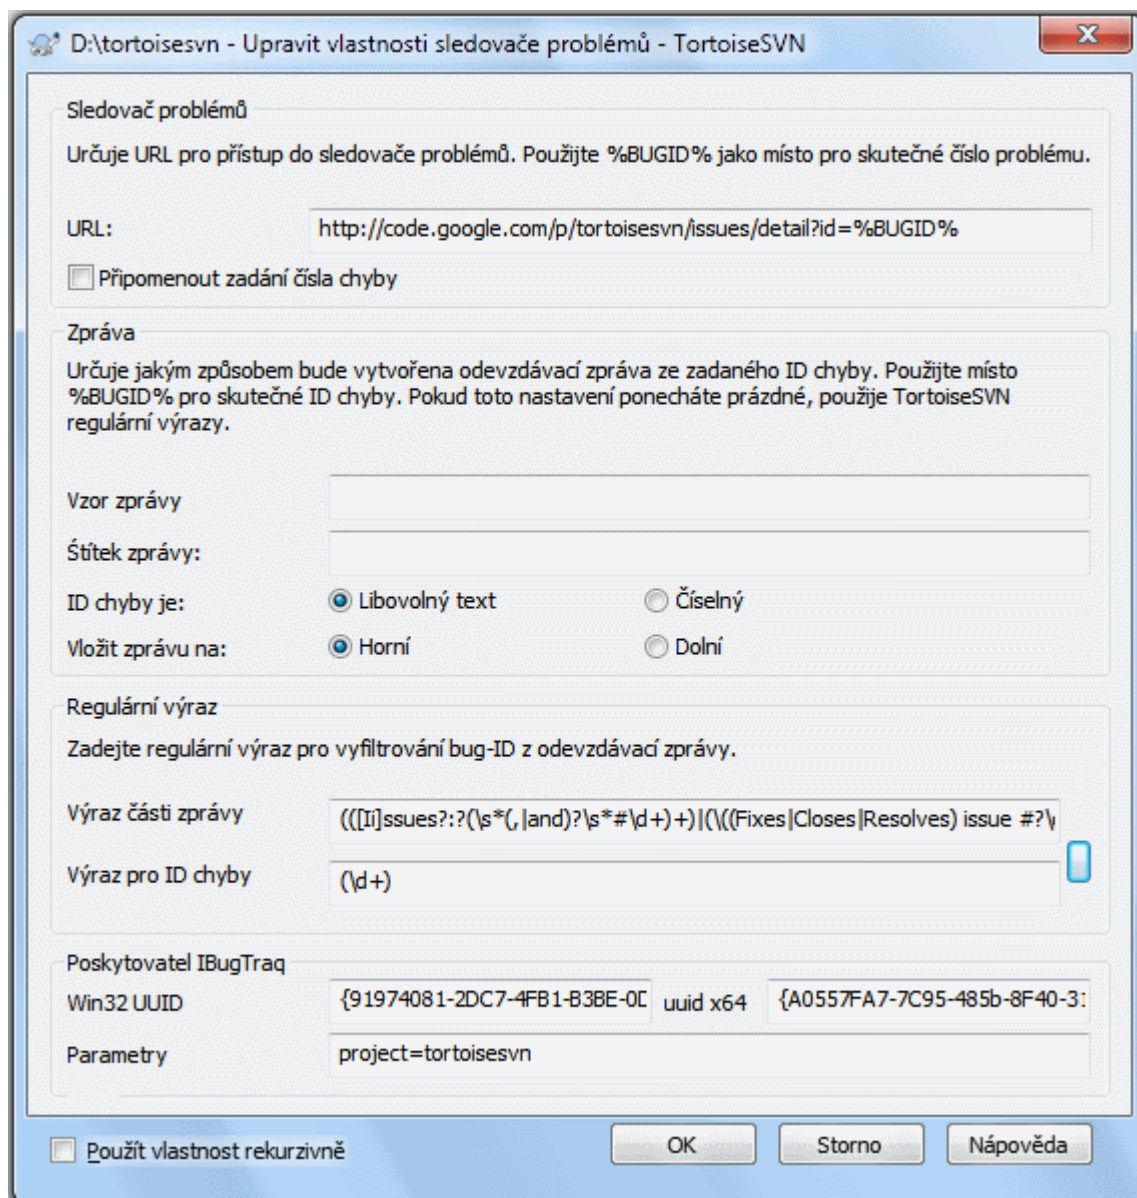 D:\tortoisesvn - Upravit vlastnosti sledovače problémů - TortoiseSVN
Sledovač problémů
Určuje URL pro přístup do sledovače problémů. Použijte %BUGID% jako místo pro skutečné číslo problému.
URL: http://code.google.com/p/tortoisesvn/issues/detail?id=%BUGID%
Připomenout zadání čísla chyby
Zpráva
Určuje jakým způsobem bude vytvořena odevzdávací zpráva ze zadaného ID chyby. Použijte místo
%BUGID% pro skutečné ID chyby. Pokud toto nastavení ponecháte prázdné, použije TortoiseSVN
regulární výrazy.
Vzor zprávy
Štítek zprávy:
ID chyby je: Libovolný text Číselný
Vložit zprávu na: Horní Dolní
Regulární výraz
Zadejte regulární výraz pro vyfiltrování bug-ID z odevzdávací zprávy.
Výraz části zprávy (([Ii]ssues?:?(\s*(,|and)?\s*#\d+)+)|(\((Fixes|Closes|Resolves) issue #?\
Výraz pro ID chyby (\d+)
Poskytovatel IBugTraq
Win32 UUID {91974081-2DC7-4FB1-B3BE-0D uuid x64 {A0557FA7-7C95-485b-8F40-31
Parametry project=tortoisesvn
Použít vlastnost rekurzivně OK Storno Nápověda